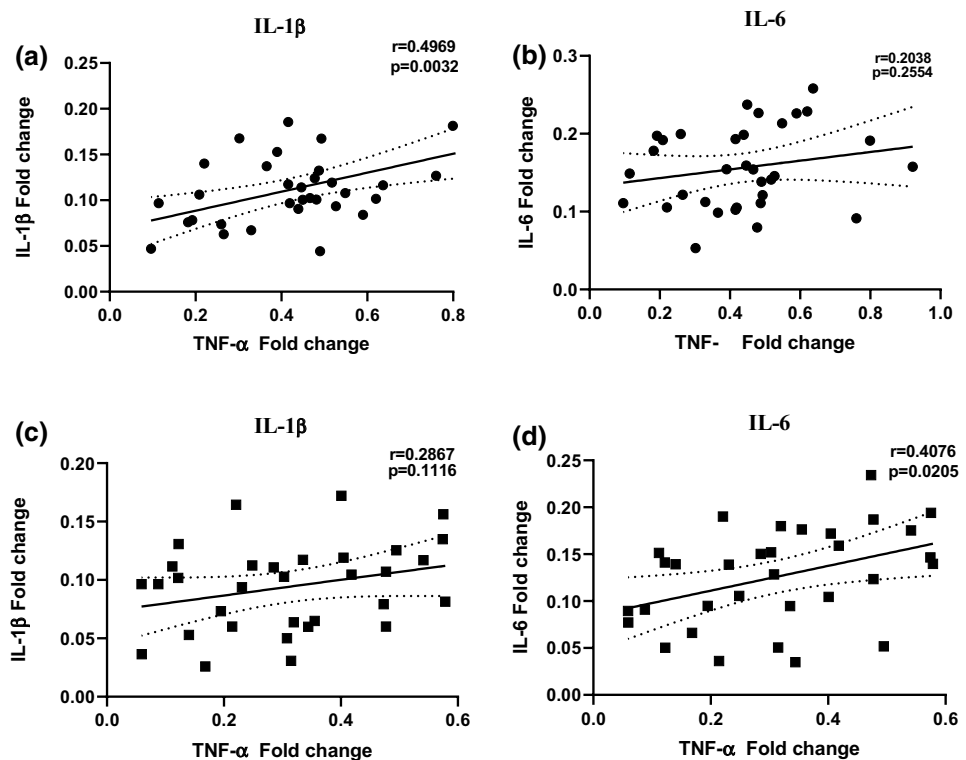 IL-1β
(a)
r=0.4969
p=0.0032
IL-1β Fold change
0.25
0.20
0.15
0.10
0.05
0.00
0.0 0.2 0.4 0.6 0.8
TNF-α Fold change
IL-6
(b)
r=0.2038
p=0.2554
IL-6 Fold change
0.3
0.2
0.1
0.0
0.0 0.2 0.4 0.6 0.8 1.0
TNF- Fold change
IL-1β
(c)
r=0.2867
p=0.1116
IL-1β Fold change
0.20
0.15
0.10
0.05
0.00
0.0 0.2 0.4 0.6
TNF-α Fold change
IL-6
(d)
r=0.4076
p=0.0205
IL-6 Fold change
0.25
0.20
0.15
0.10
0.05
0.00
0.0 0.2 0.4 0.6
TNF-α Fold change